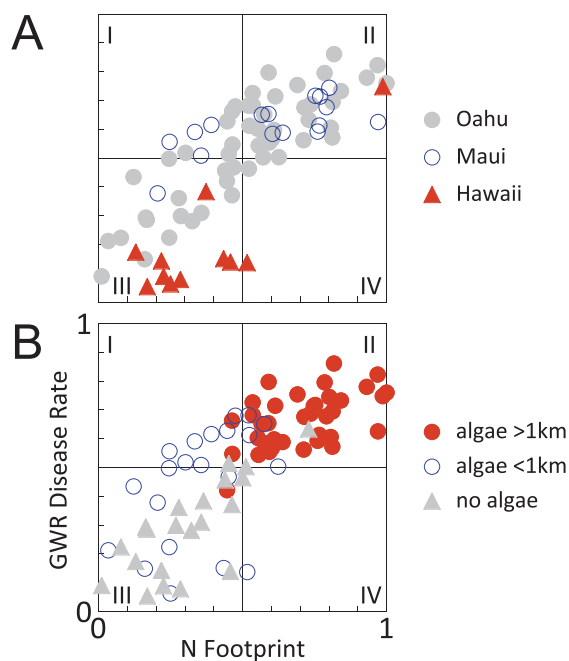 A
I
II
Oahu
Maui
Hawaii
III
IV
B
1
I
II
GWR Disease Rate
algae >1km
algae <1km
no algae
III
IV
0
0
1
N Footprint